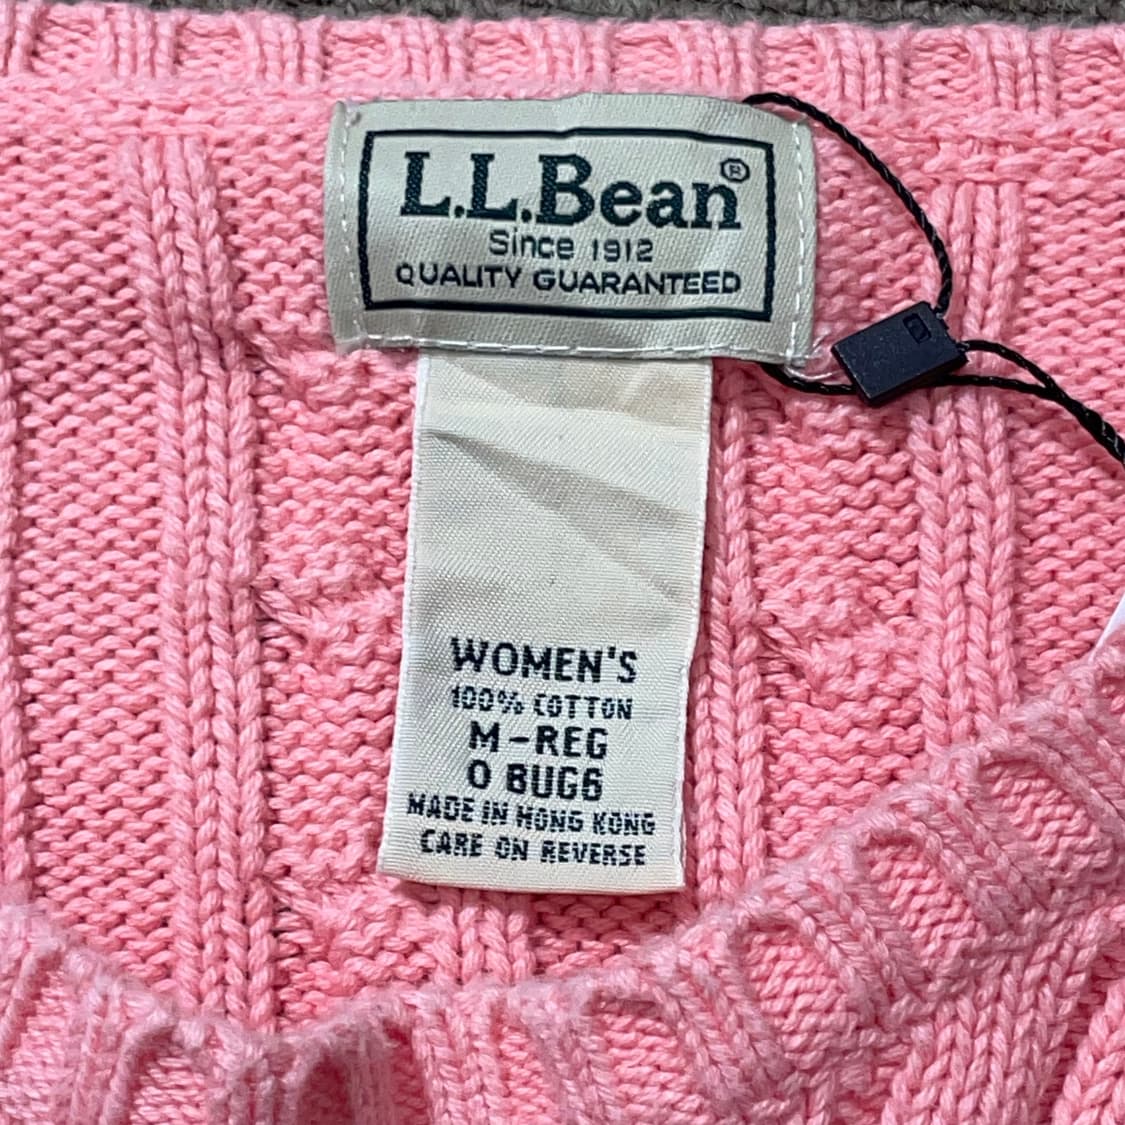 L.L.Bean®
Since 1912
QUALITY GUARANTEED
WOMEN'S
100% COTTON
M-REG
0 BUG6
MADE IN HONG KONG
CARE ON REVERSE